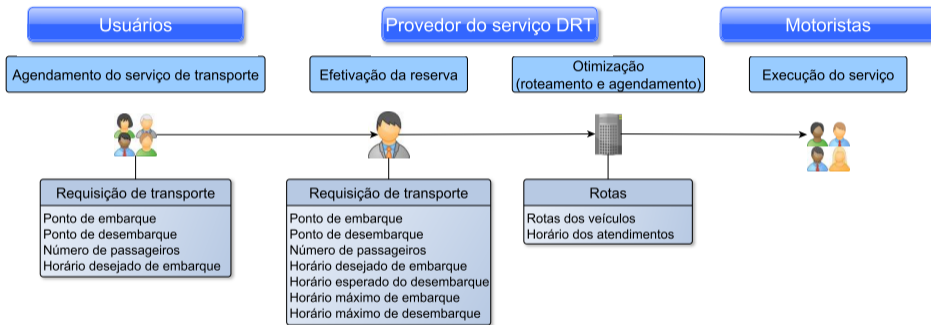 Usuários
Provedor do serviço DRT
Motoristas
Agendamento do serviço de transporte
Efetivação da reserva
Otimização
(roteamento e agendamento)
Execução do serviço
Requisição de transporte
Ponto de embarque
Ponto de desembarque
Número de passageiros
Horário desejado de embarque
Requisição de transporte
Ponto de embarque
Ponto de desembarque
Número de passageiros
Horário desejado de embarque
Horário esperado do desembarque
Horário máximo de embarque
Horário máximo de desembarque
Rotas
Rotas dos veículos
Horário dos atendimentos